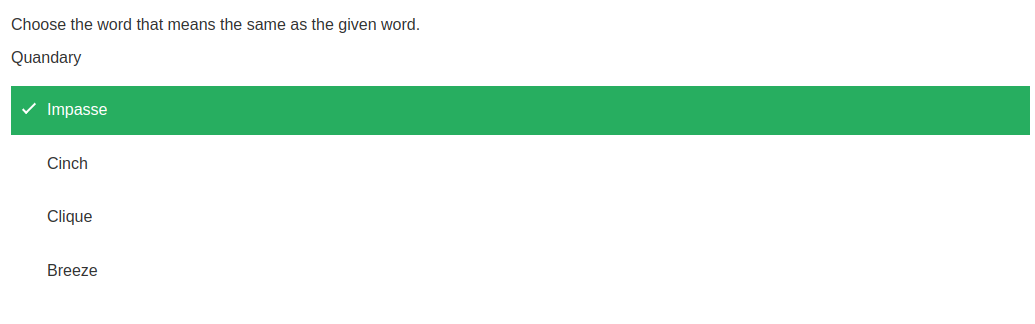 Choose the word that means the same as the given word.
Quandary
Impasse
Cinch
Clique
Breeze